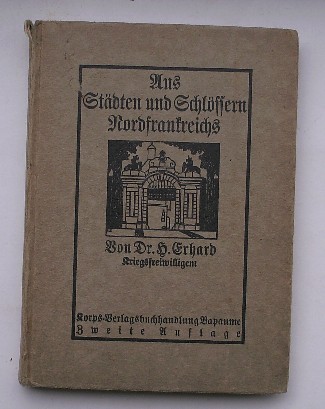 Aus
Städten und Schlössern
Nordfrankreichs
Von Dr. H. Erhard
Kriegsfreiwilligem
Korps-Verlagsbuchhandlung Bapaume
Zweite Auflage